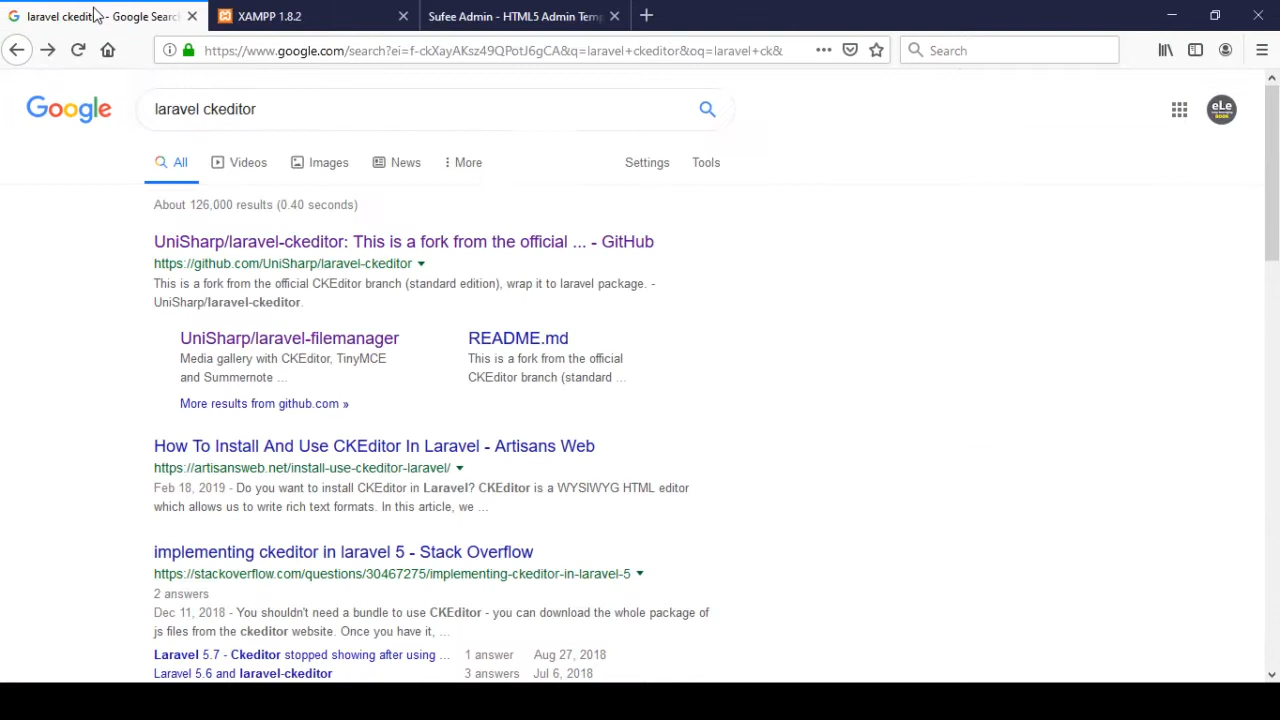 laravel ckedit... - Google Search
XAMPP 1.8.2
Sufee Admin - HTML5 Admin Temp
https://www.google.com/search?ei=f-ckXayAKsz49QPotJ6gCA&q=laravel+ckeditor&oq=laravel+ck&
Search
Google
laravel ckeditor
eLe
BOOK
All
Videos
Images
News
More
Settings
Tools
About 126,000 results (0.40 seconds)
UniSharp/laravel-ckeditor: This is a fork from the official ... - GitHub
https://github.com/UniSharp/laravel-ckeditor
This is a fork from the official CKEditor branch (standard edition), wrap it to laravel package. -
UniSharp/laravel-ckeditor.
UniSharp/laravel-filemanager
Media gallery with CKEditor, TinyMCE
and Summernote ...
README.md
This is a fork from the official
CKEditor branch (standard ...
More results from github.com »
How To Install And Use CKEditor In Laravel - Artisans Web
https://artisansweb.net/install-use-ckeditor-laravel/
Feb 18, 2019 - Do you want to install CKEditor in Laravel? CKEditor is a WYSIWYG HTML editor
which allows us to write rich text formats. In this article, we ...
implementing ckeditor in laravel 5 - Stack Overflow
https://stackoverflow.com/questions/30467275/implementing-ckeditor-in-laravel-5
2 answers
Dec 11, 2018 - You shouldn't need a bundle to use CKEditor - you can download the whole package of
js files from the ckeditor website. Once you have it, ...
Laravel 5.7 - Ckeditor stopped showing after using ... 1 answer Aug 27, 2018
Laravel 5.6 and laravel-ckeditor 3 answers Jul 6, 2018